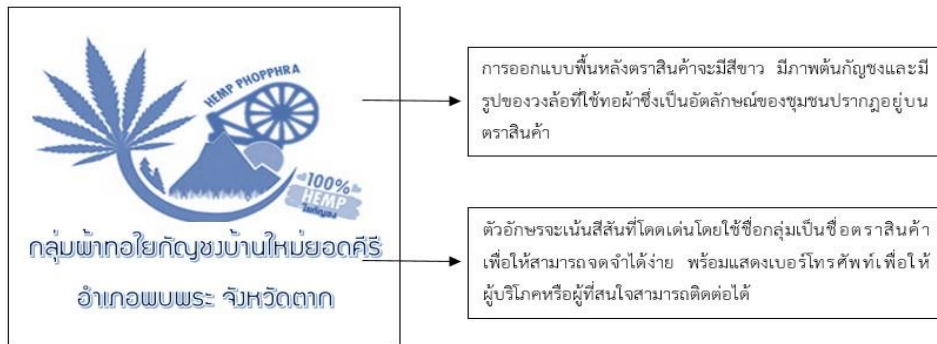 HEMP PHOPPHRA
100%
HEMP
ใยกัญชง
กลุ่มผ้าทอใยกัญชงบ้านใหม่ยอดคีรี
อำเภอพบพระ จังหวัดตาก
การออกแบบพื้นหลังตราสินค้าจะมีสีขาว มีภาพต้นกัญชงและมี
รูปของวงล้อที่ใช้ทอผ้าซึ่งเป็นอัตลักษณ์ของชุมชนปรากฏอยู่บน
ตราสินค้า
ตัวอักษรจะเน้นสีสันที่โดดเด่นโดยใช้ชื่อกลุ่มเป็นชื่อตราสินค้า
เพื่อให้สามารถจดจำได้ง่าย พร้อมแสดงเบอร์โทรศัพท์เพื่อให้
ผู้บริโภคหรือผู้ที่สนใจสามารถติดต่อได้